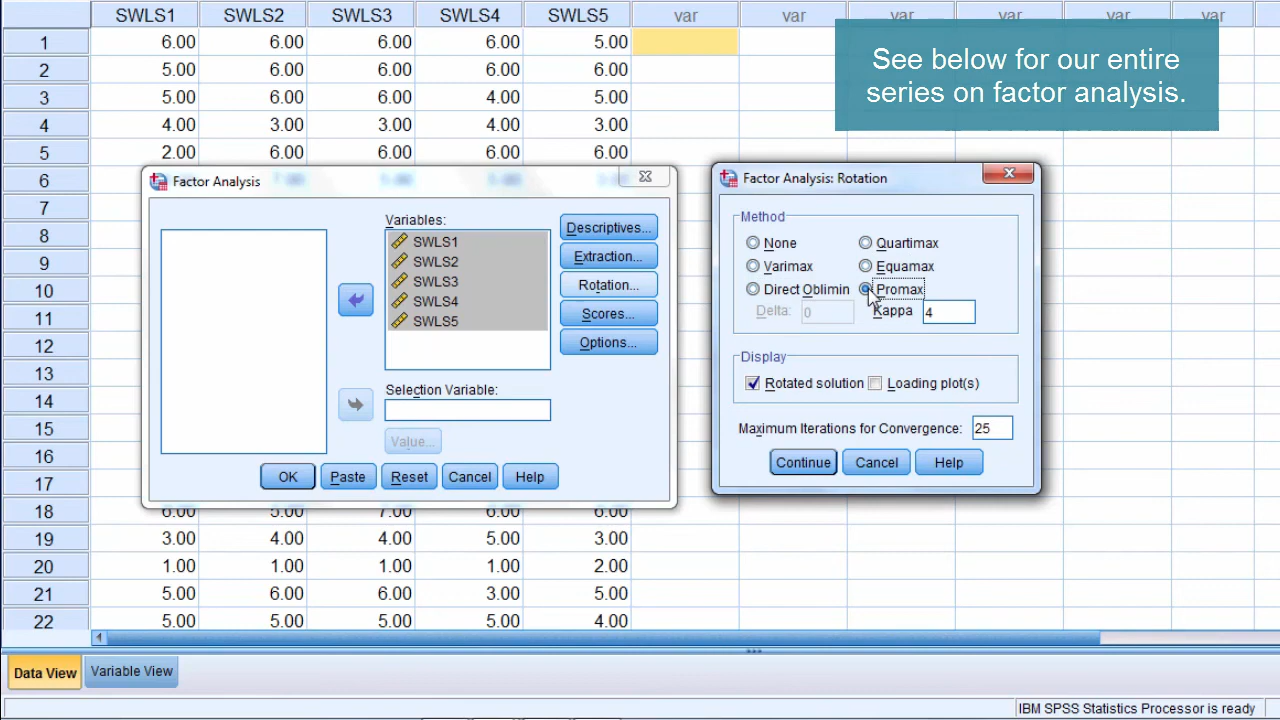 SWLS1 SWLS2 SWLS3 SWLS4 SWLS5 var var var var var var
See below for our entire
series on factor analysis.
1 6.00 6.00 6.00 6.00 5.00
2 5.00 6.00 6.00 6.00 6.00
3 5.00 6.00 6.00 4.00 5.00
4 4.00 3.00 3.00 4.00 3.00
5 2.00 6.00 6.00 6.00 6.00
6
7
8
9
10
11
12
13
14
15
16
17
18 6.00 5.00 7.00 6.00 6.00
19 3.00 4.00 4.00 5.00 3.00
20 1.00 1.00 1.00 1.00 2.00
21 5.00 6.00 6.00 3.00 5.00
22 5.00 5.00 5.00 5.00 4.00
Factor Analysis
Variables:
SWLS1
SWLS2
SWLS3
SWLS4
SWLS5
Selection Variable:
Value...
Descriptives...
Extraction...
Rotation...
Scores...
Options...
OK Paste Reset Cancel Help
Factor Analysis: Rotation
Method
None Quartimax
Varimax Equamax
Direct Oblimin Promax
Delta: 0 Kappa 4
Display
Rotated solution Loading plot(s)
Maximum Iterations for Convergence: 25
Continue Cancel Help
Data View Variable View
IBM SPSS Statistics Processor is ready